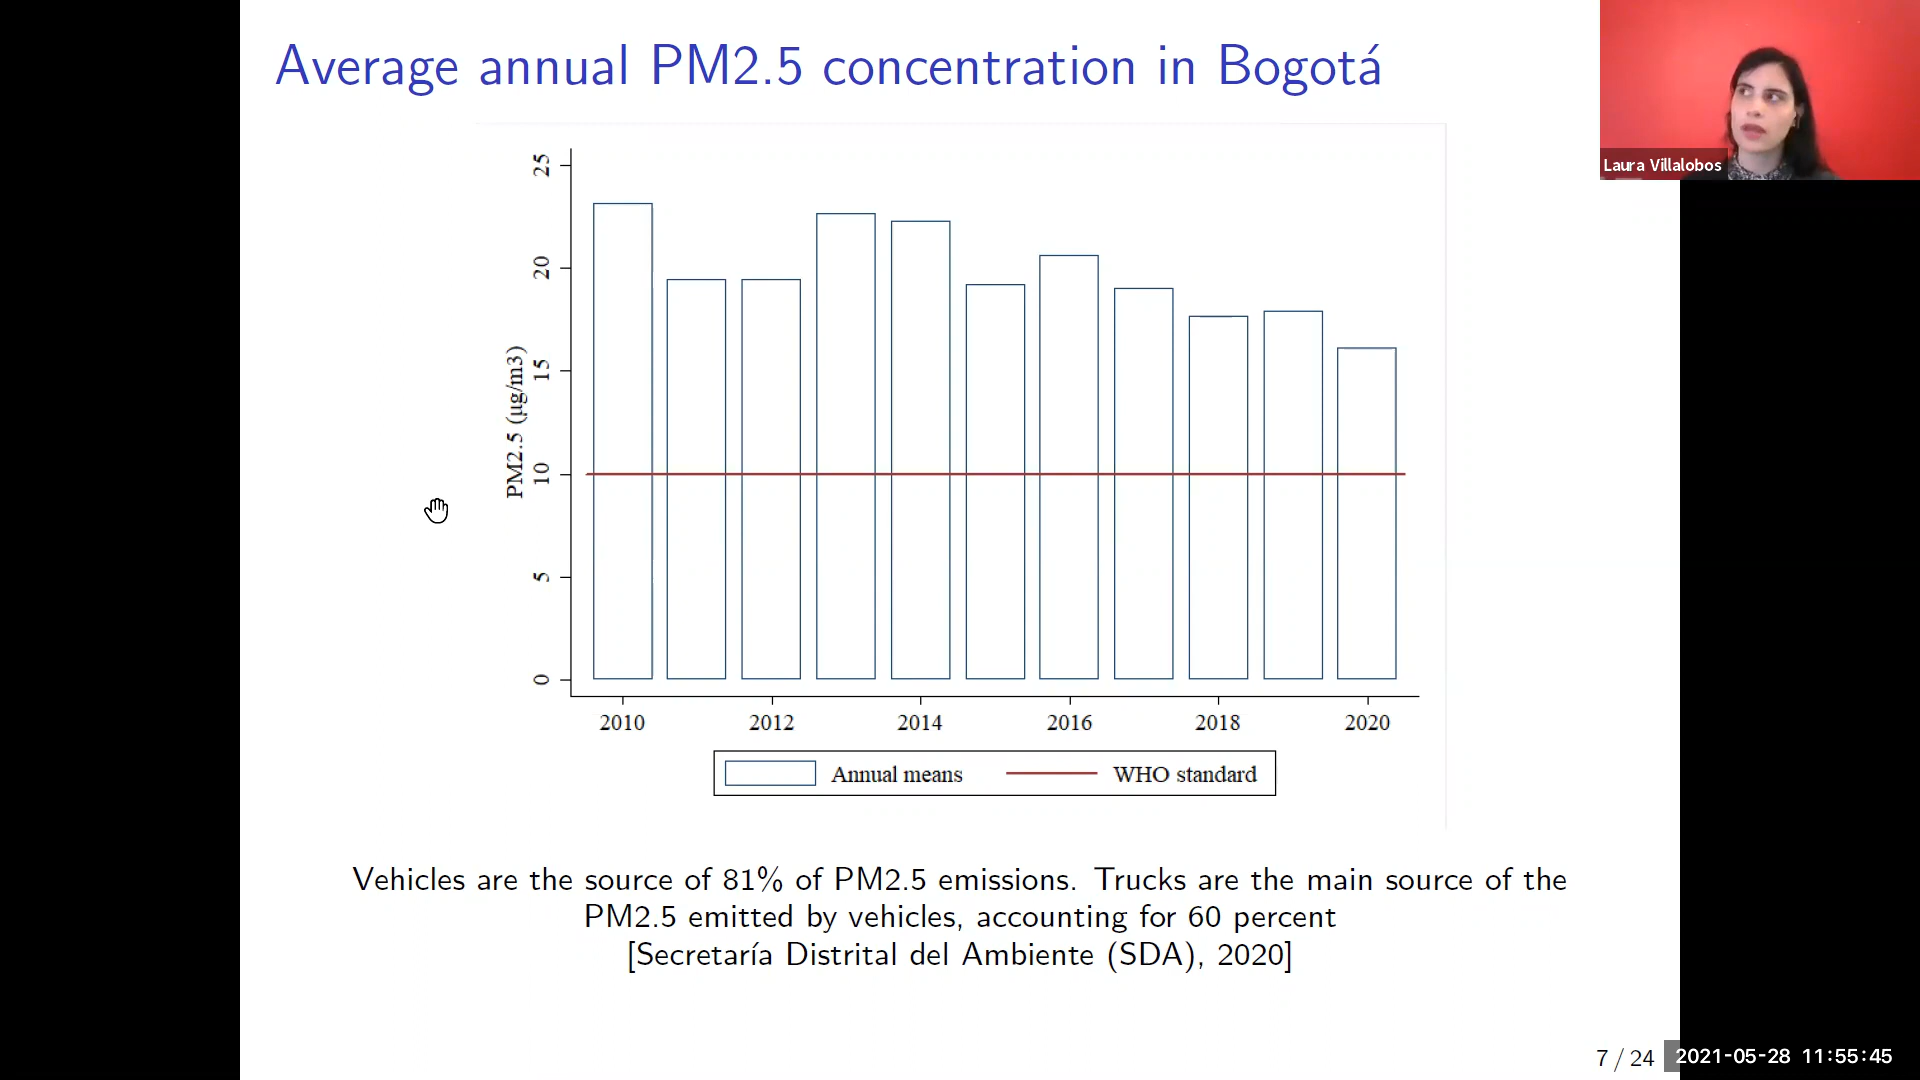 Average annual PM2.5 concentration in Bogotá
Laura Villalobos
25
20
15
10
5
0
PM2.5 (µg/m3)
2010 2012 2014 2016 2018 2020
Annual means WHO standard
Vehicles are the source of 81% of PM2.5 emissions. Trucks are the main source of the
PM2.5 emitted by vehicles, accounting for 60 percent
[Secretaría Distrital del Ambiente (SDA), 2020]
7 / 24
2021-05-28 11:55:45